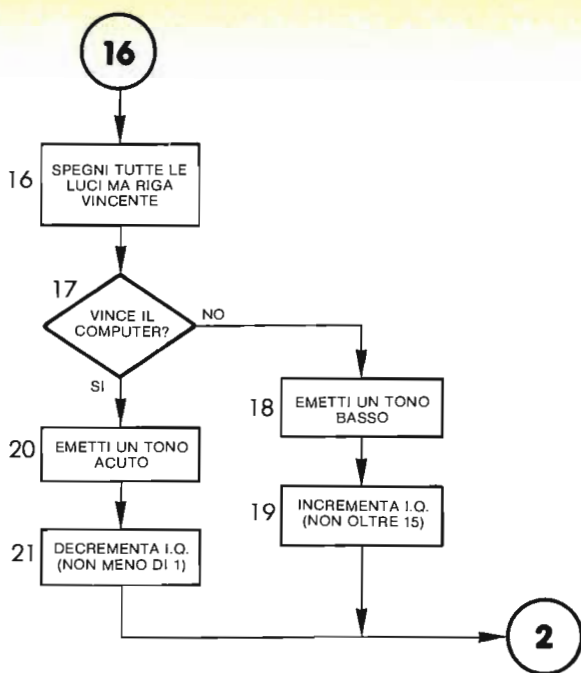 16
16
SPEGNI TUTTE LE
LUCI MA RIGA
VINCENTE
17
VINCE IL
COMPUTER?
NO
SI
18
EMETTI UN TONO
BASSO
20
EMETTI UN TONO
ACUTO
19
INCREMENTA I.Q.
(NON OLTRE 15)
21
DECREMENTA I.Q.
(NON MENO DI 1)
2